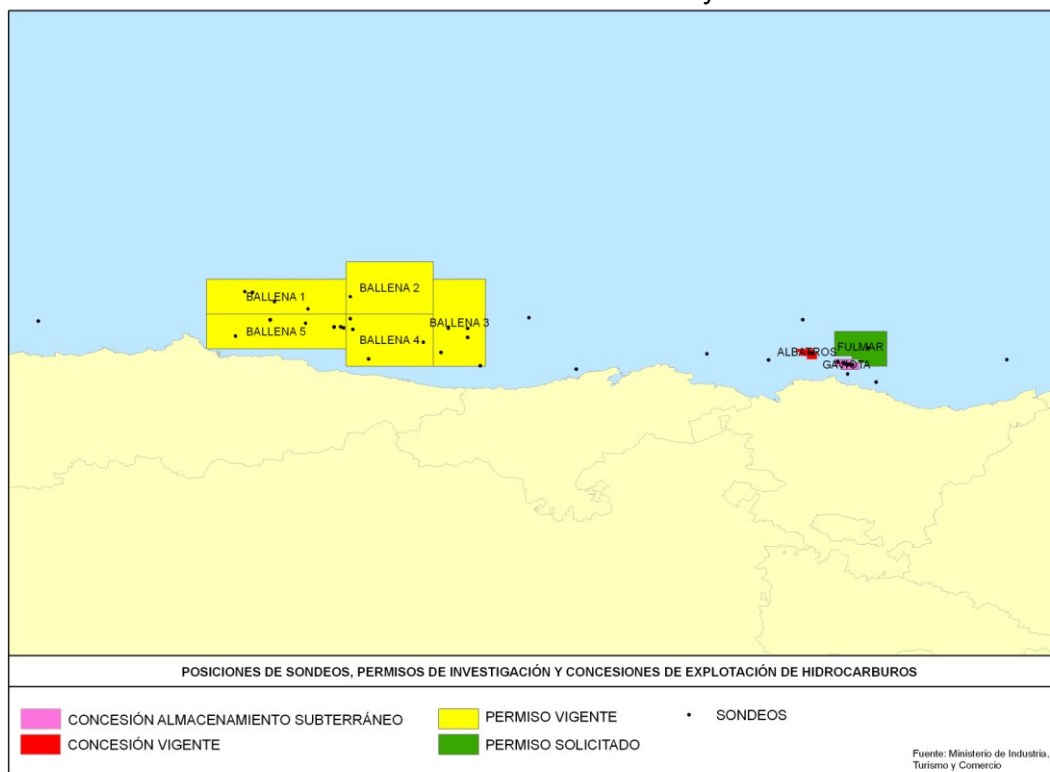 BALLENA 2
BALLENA 1
BALLENA 3
BALLENA 5
BALLENA 4
FULMAR
ALBATROS
GAVIOTA
POSICIONES DE SONDEOS, PERMISOS DE INVESTIGACIÓN Y CONCESIONES DE EXPLOTACIÓN DE HIDROCARBUROS
CONCESIÓN ALMACENAMIENTO SUBTERRÁNEO
PERMISO VIGENTE
SONDEOS
CONCESIÓN VIGENTE
PERMISO SOLICITADO
Fuente: Ministerio de Industria,
Turismo y Comercio